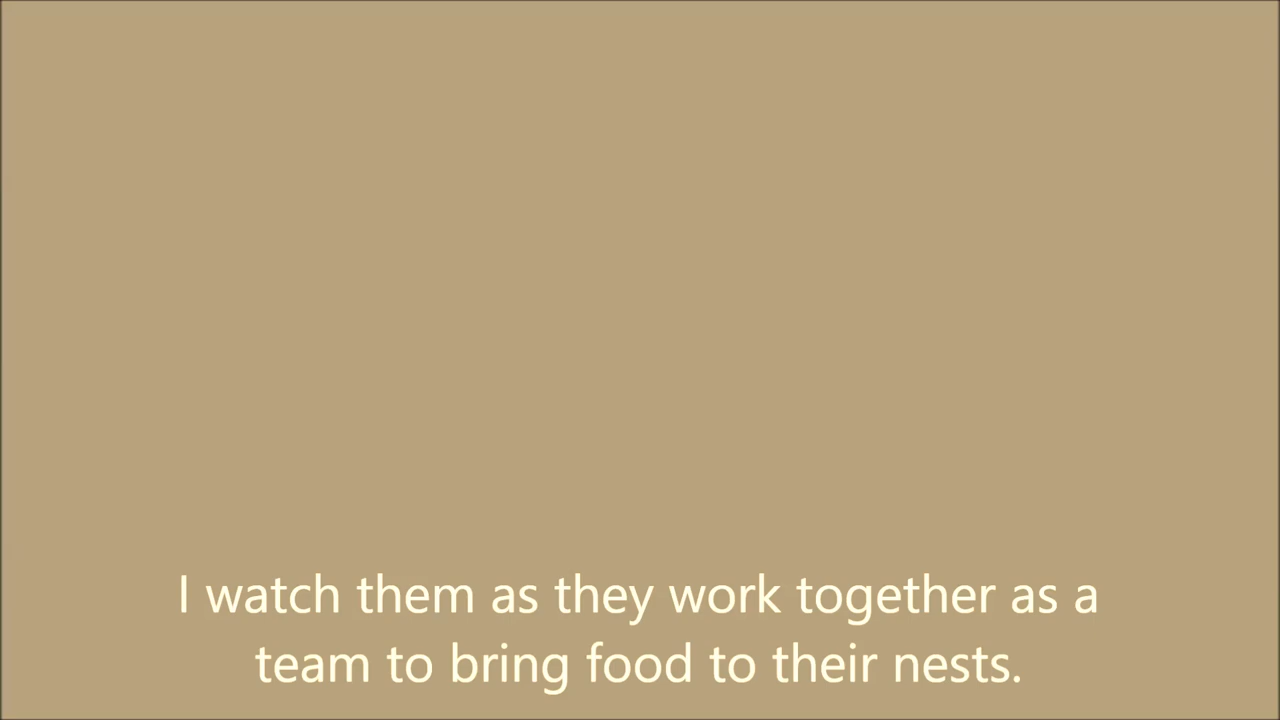 I watch them as they work together as a
team to bring food to their nests.